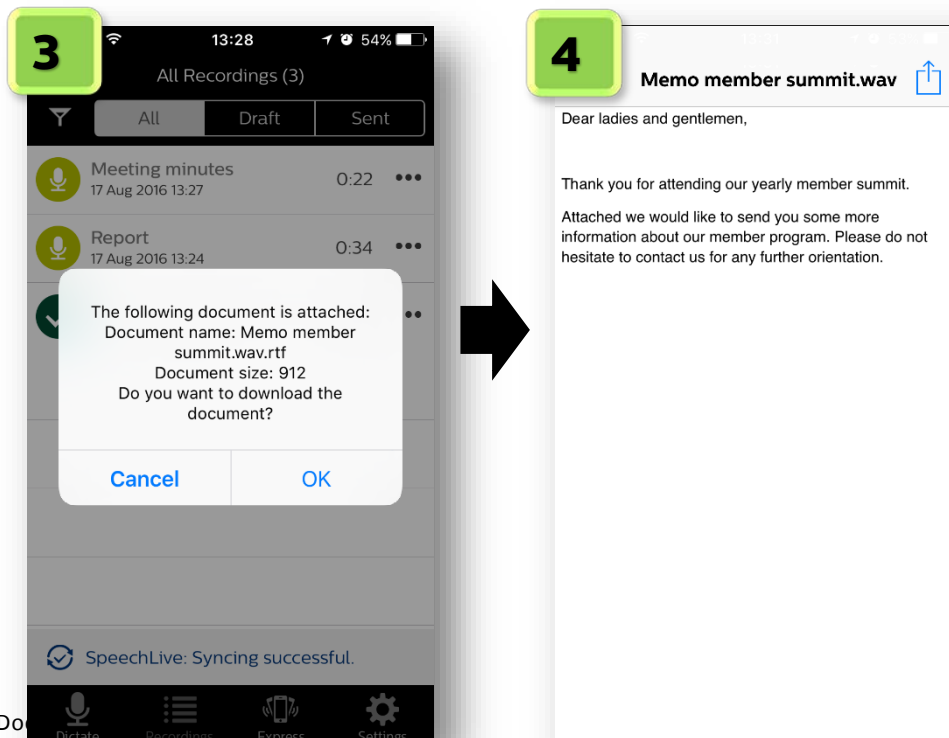 3
13:28
54%
All Recordings (3)
All
Draft
Sent
Meeting minutes
0:22
17 Aug 2016 13:27
Report
0:34
17 Aug 2016 13:24
The following document is attached:
Document name: Memo member
summit.wav.rtf
Document size: 912
Do you want to download the
document?
Cancel
OK
SpeechLive: Syncing successful.
Dictate
Recordings
Express
Settings
4
Memo member summit.wav
Dear ladies and gentlemen,
Thank you for attending our yearly member summit.
Attached we would like to send you some more
information about our member program. Please do not
hesitate to contact us for any further orientation.